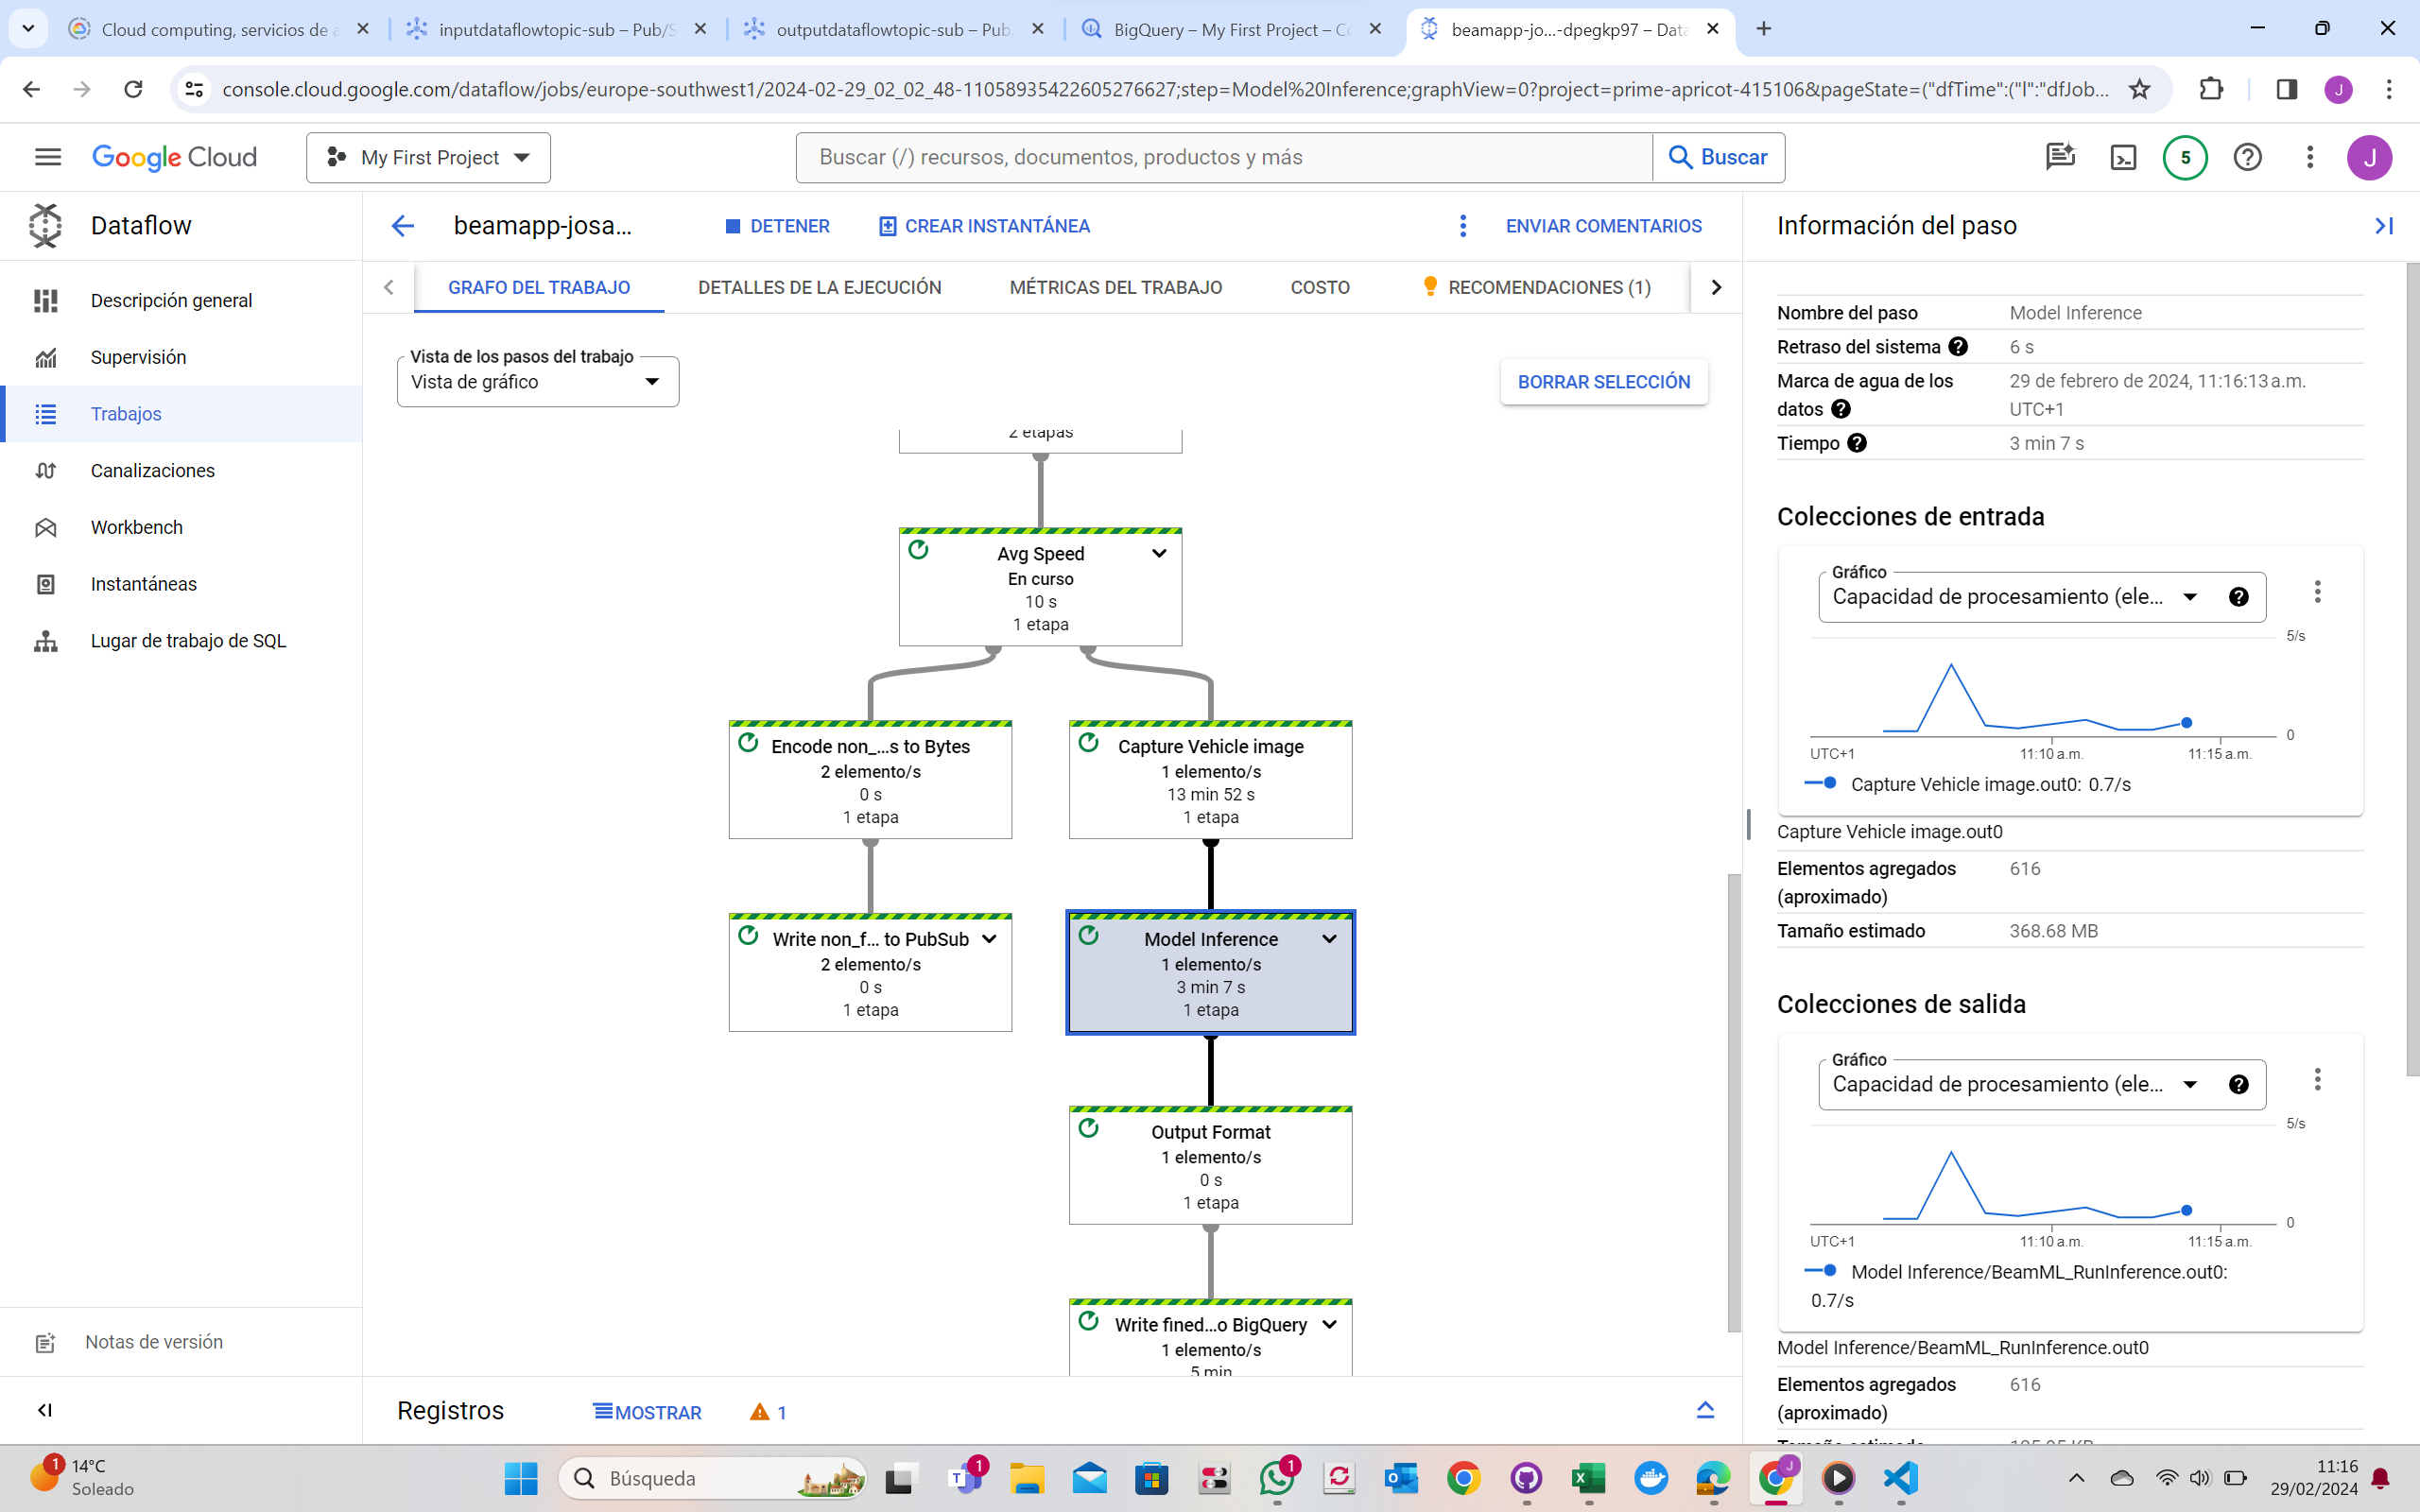 Cloud computing, servicios de a
inputdataflowtopic-sub – Pub/S
outputdataflowtopic-sub – Pub/
BigQuery – My First Project – Co
beamapp-jo...-dpegkp97 – Data
console.cloud.google.com/dataflow/jobs/europe-southwest1/2024-02-29_02_02_48-11058935422605276627;step=Model%20Inference;graphView=0?project=prime-apricot-415106&pageState=("dfTime":("l":"dfJob...
J
Google Cloud
My First Project
Buscar (/) recursos, documentos, productos y más
Buscar
5
J
Dataflow
Descripción general
Supervisión
Trabajos
Canalizaciones
Workbench
Instantáneas
Lugar de trabajo de SQL
Notas de versión
beamapp-josa...
DETENER
CREAR INSTANTÁNEA
ENVIAR COMENTARIOS
GRAFO DEL TRABAJO
DETALLES DE LA EJECUCIÓN
MÉTRICAS DEL TRABAJO
COSTO
RECOMENDACIONES (1)
Vista de los pasos del trabajo
Vista de gráfico
BORRAR SELECCIÓN
2 etapas
Avg Speed
En curso
10 s
1 etapa
Encode non_...s to Bytes
2 elemento/s
0 s
1 etapa
Capture Vehicle image
1 elemento/s
13 min 52 s
1 etapa
Write non_f... to PubSub
2 elemento/s
0 s
1 etapa
Model Inference
1 elemento/s
3 min 7 s
1 etapa
Output Format
1 elemento/s
0 s
1 etapa
Write fined...o BigQuery
1 elemento/s
5 min
Registros
MOSTRAR
1
Información del paso
Nombre del paso Model Inference
Retraso del sistema 6 s
Marca de agua de los 29 de febrero de 2024, 11:16:13 a.m.
datos UTC+1
Tiempo 3 min 7 s
Colecciones de entrada
Gráfico
Capacidad de procesamiento (ele...
5/s
0
UTC+1 11:10 a.m. 11:15 a.m.
Capture Vehicle image.out0: 0.7/s
Capture Vehicle image.out0
Elementos agregados 616
(aproximado)
Tamaño estimado 368.68 MB
Colecciones de salida
Gráfico
Capacidad de procesamiento (ele...
5/s
0
UTC+1 11:10 a.m. 11:15 a.m.
Model Inference/BeamML_RunInference.out0:
0.7/s
Model Inference/BeamML_RunInference.out0
Elementos agregados 616
(aproximado)
1
14°C
Soleado
Búsqueda
1
1
J
11:16
29/02/2024